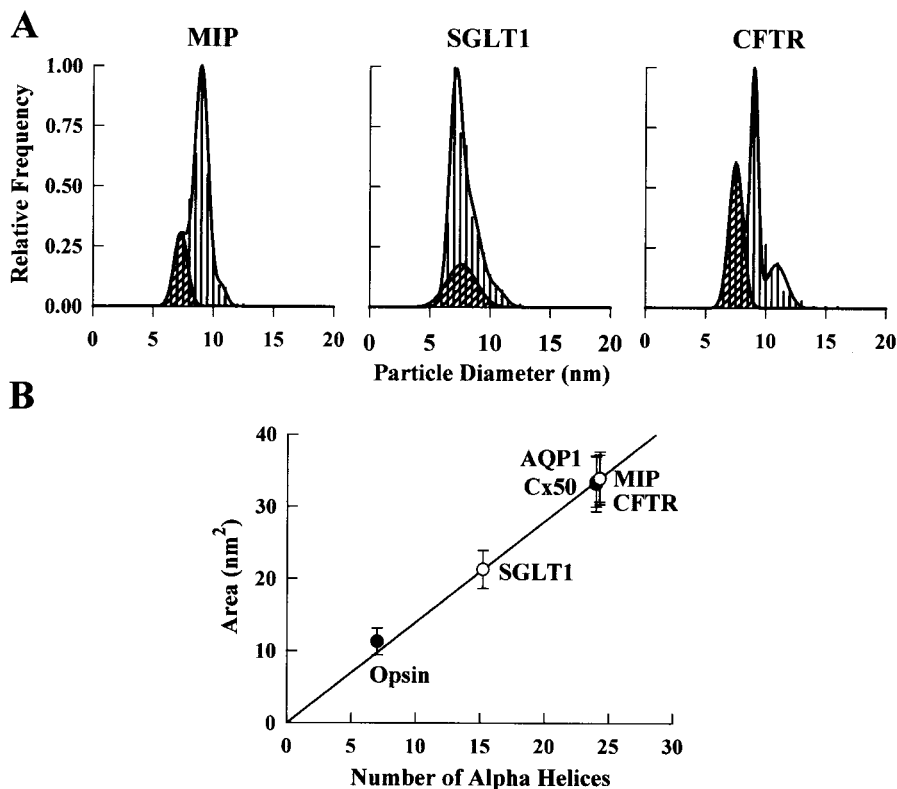 A
MIP
SGLT1
CFTR
Relative Frequency
1.00
0.75
0.50
0.25
0.00
0 5 10 15 20
0 5 10 15 20
0 5 10 15 20
Particle Diameter (nm)
B
Area (nm²)
40
30
20
10
0
AQP1
Cx50
MIP
CFTR
SGLT1
Opsin
0 5 10 15 20 25 30
Number of Alpha Helices